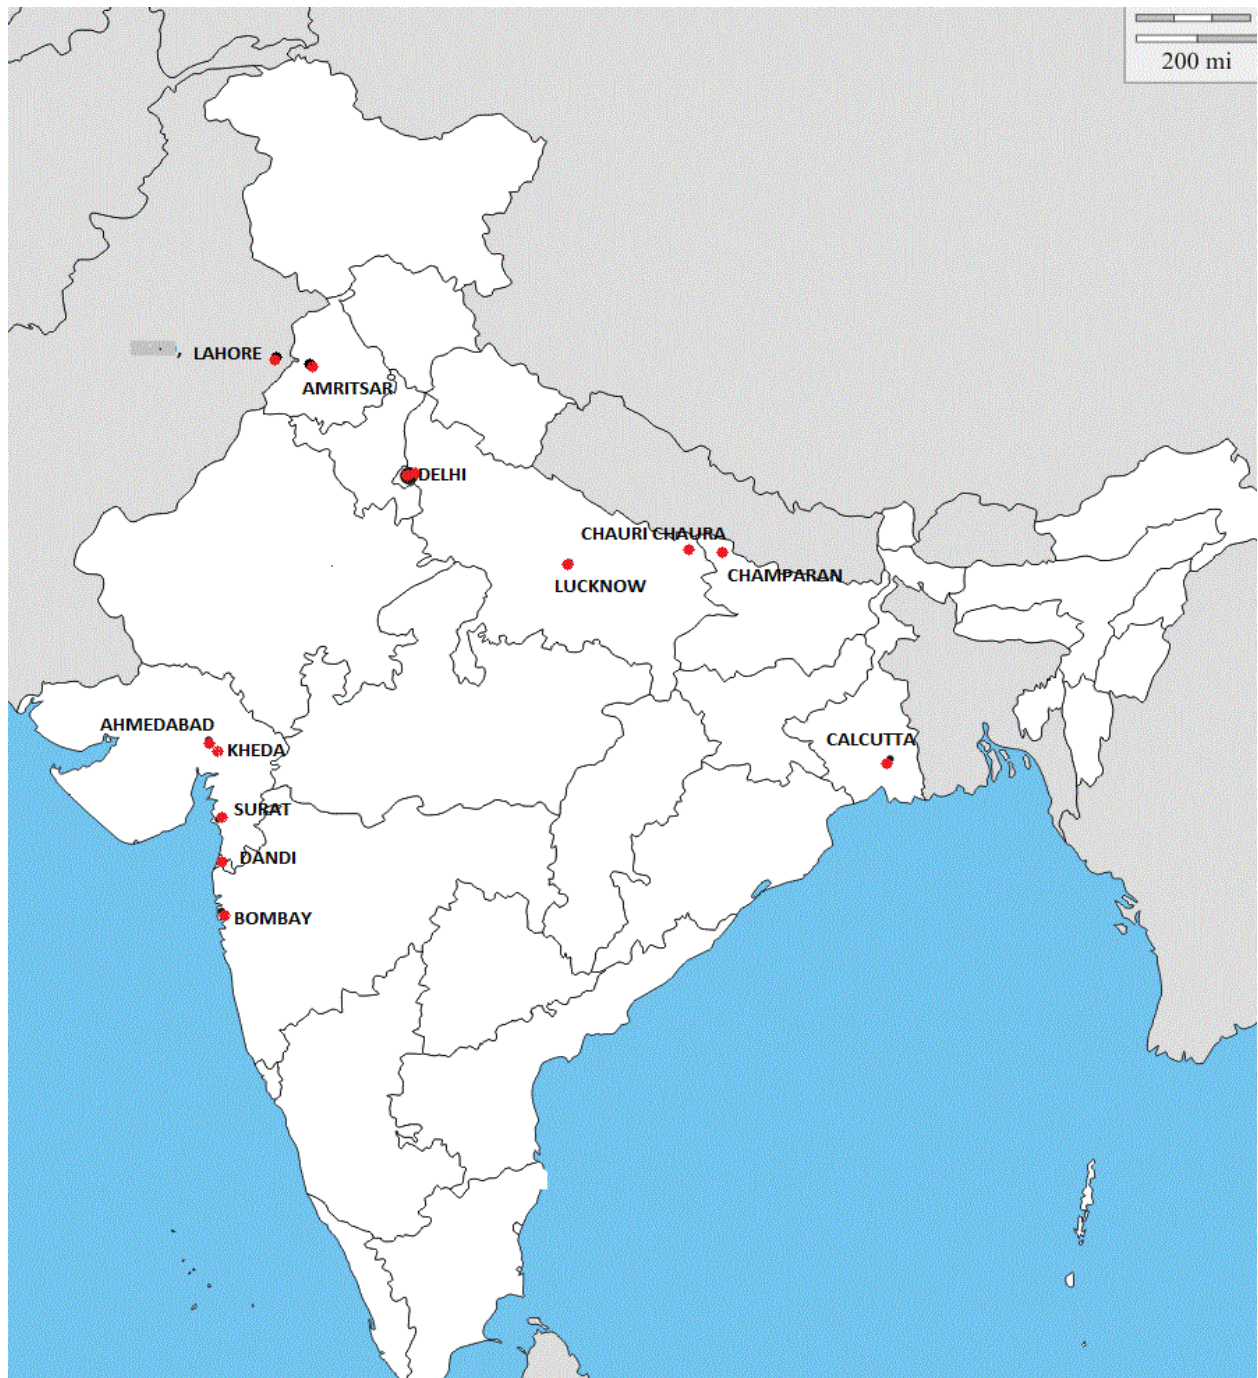 200 mi
, LAHORE
AMRITSAR
DELHI
CHAURI CHAURA
CHAMPARAN
LUCKNOW
AHMEDABAD
KHEDA
CALCUTTA
SURAT
DANDI
BOMBAY